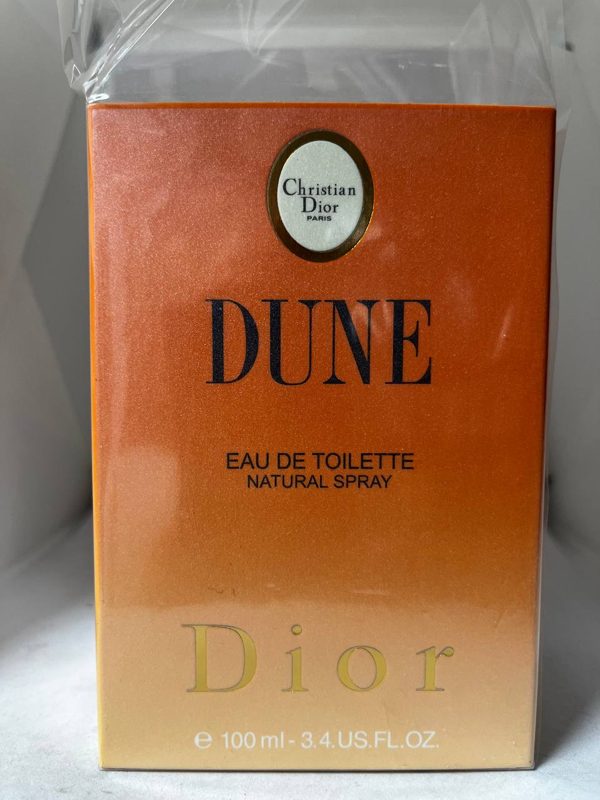 Christian
Dior
PARIS
DUNE
EAU DE TOILETTE
NATURAL SPRAY
Dior
℮ 100 ml - 3.4.US.FL.OZ.